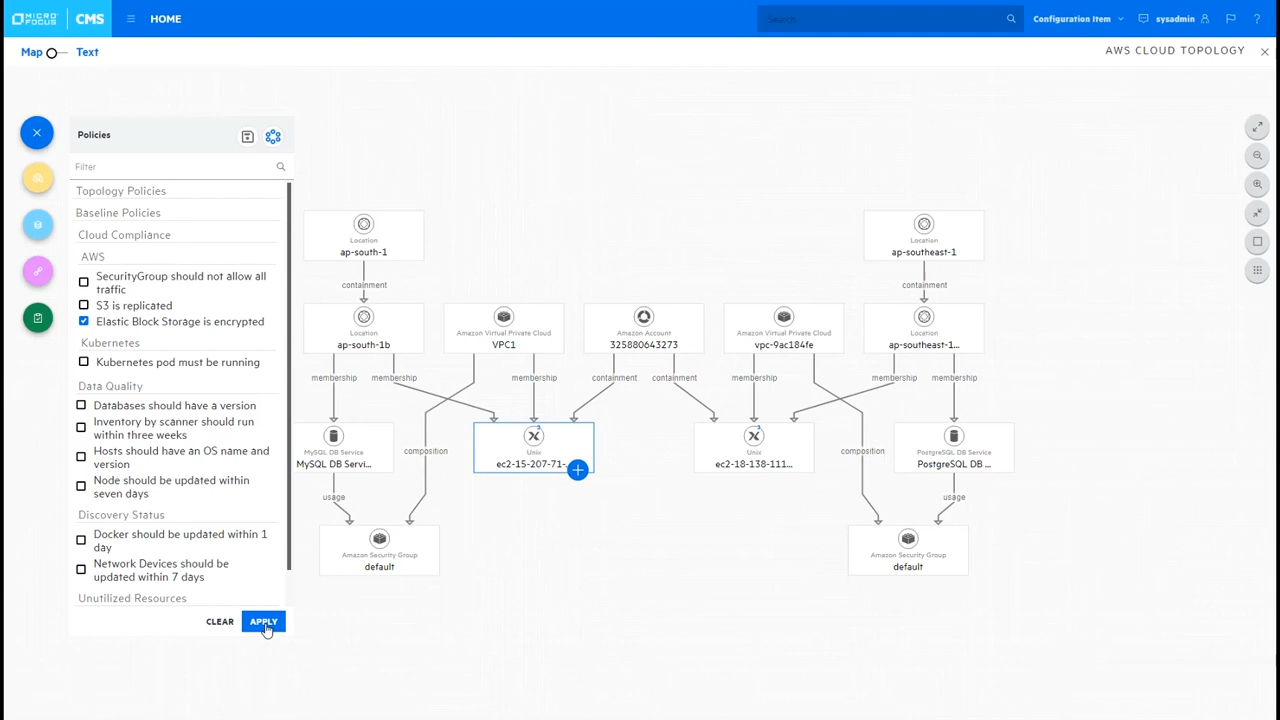 MICRO FOCUS
CMS
HOME
Search
Configuration Item
sysadmin
?
Map
Text
AWS CLOUD TOPOLOGY
Policies
Filter
Topology Policies
Baseline Policies
Cloud Compliance
AWS
SecurityGroup should not allow all
traffic
S3 is replicated
Elastic Block Storage is encrypted
Kubernetes
Kubernetes pod must be running
Data Quality
Databases should have a version
Inventory by scanner should run
within three weeks
Hosts should have an OS name and
version
Node should be updated within
seven days
Discovery Status
Docker should be updated within 1
day
Network Devices should be
updated within 7 days
Unutilized Resources
CLEAR
APPLY
Location
ap-south-1
Location
ap-southeast-1
containment
containment
Location
ap-south-1b
Amazon Virtual Private Cloud
VPC1
Amazon Account
325880643273
Amazon Virtual Private Cloud
vpc-9ac184fe
Location
ap-southeast-1...
membership
membership
membership
containment
containment
membership
membership
membership
MySQL DB Service
MySQL DB Servi...
composition
Unix
ec2-15-207-71-...
Unix
ec2-18-138-111...
composition
PostgreSQL DB Service
PostgreSQL DB ...
usage
usage
Amazon Security Group
default
Amazon Security Group
default